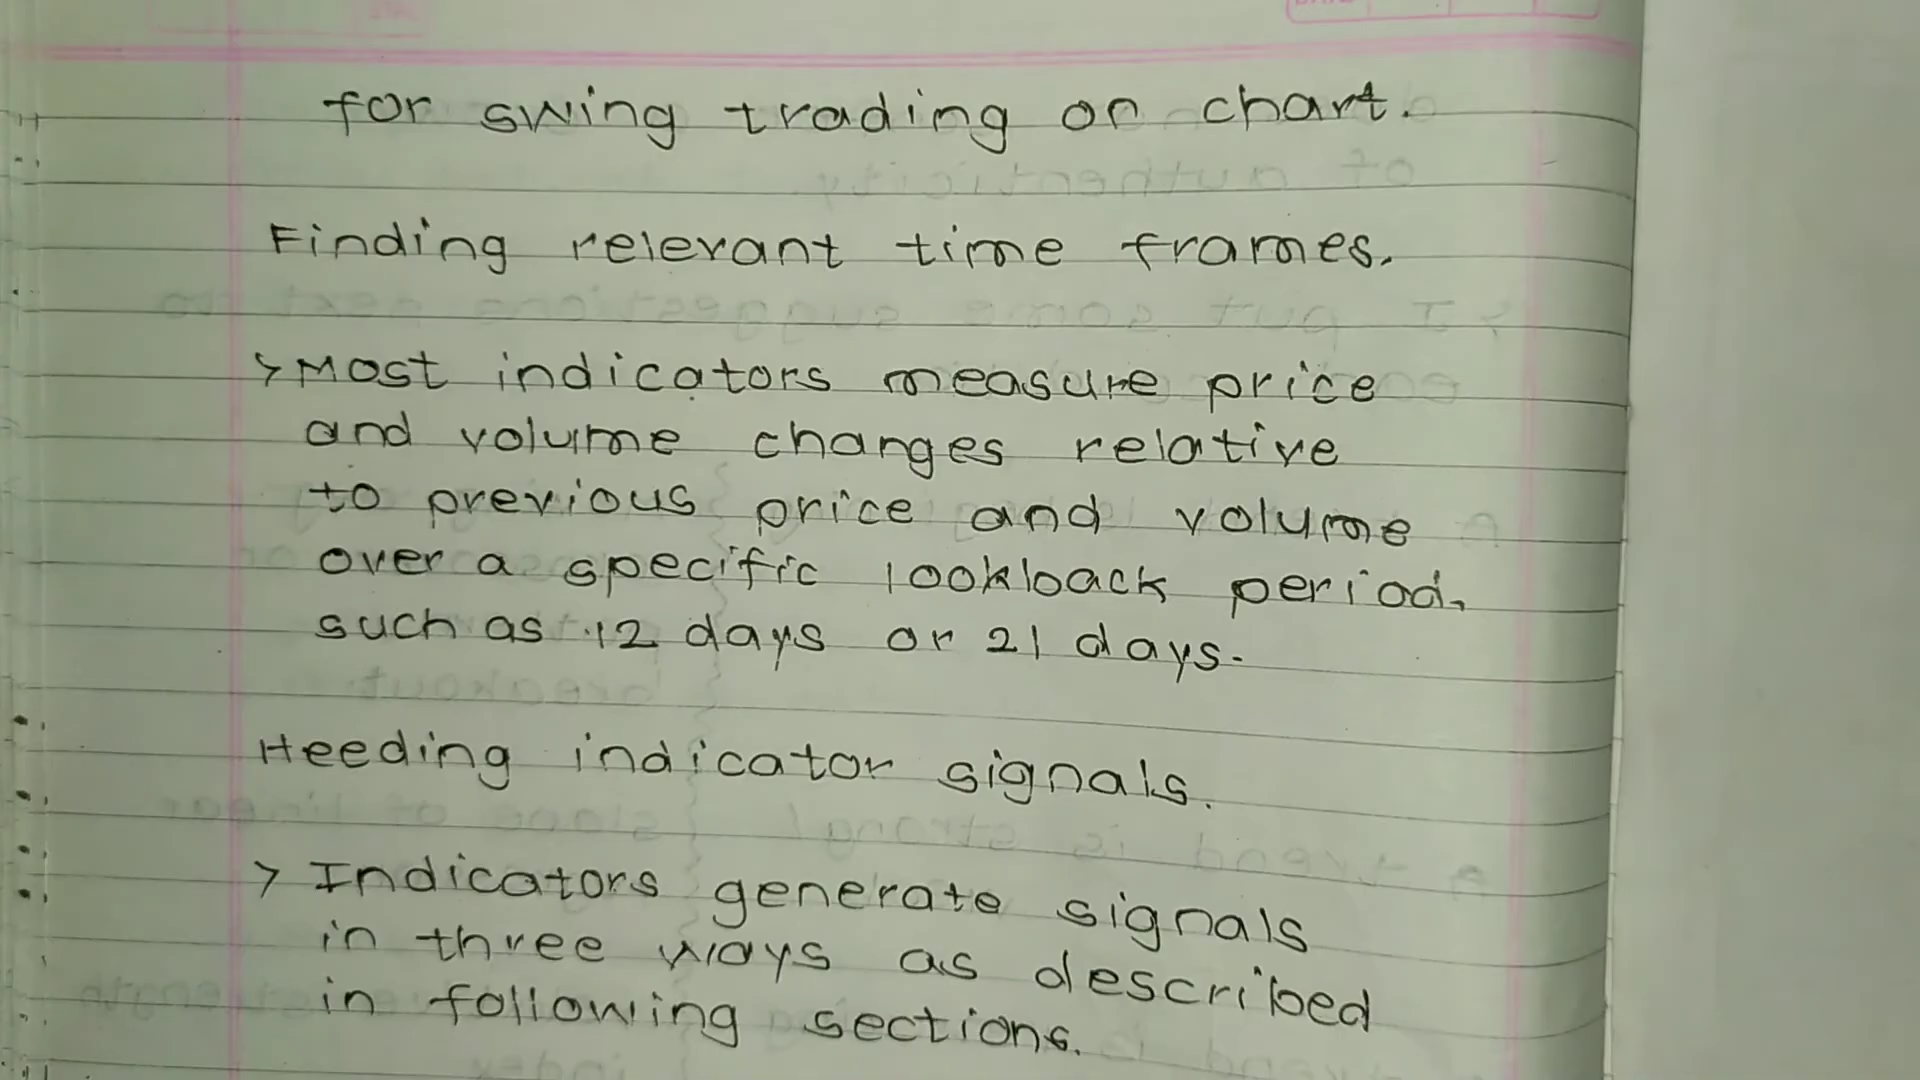 for swing trading on chart.
Finding relevant time frames.
> Most indicators measure price
and volume changes relative
to previous price and volume
over a specific lookback period,
such as 12 days or 21 days.
Heeding indicator signals.
> Indicators generate signals
in three ways as described
in following sections.